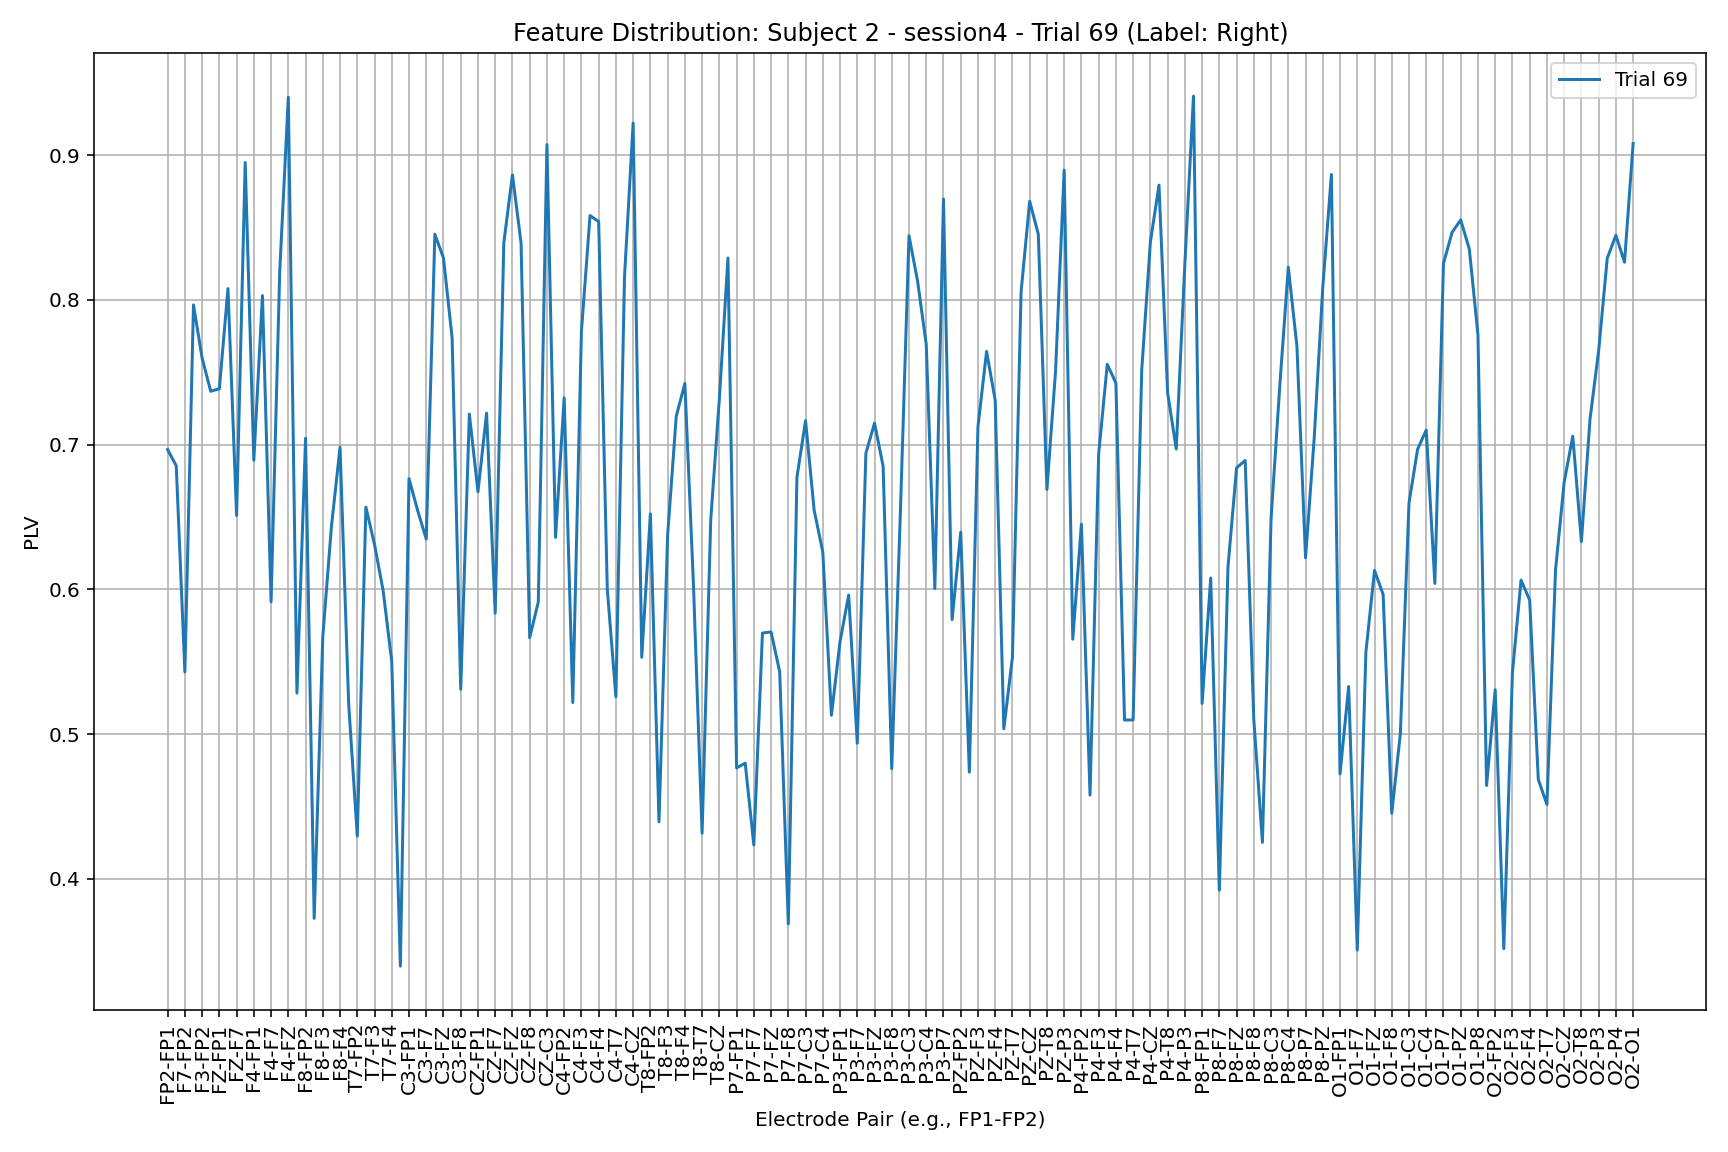 Feature Distribution: Subject 2 - session4 - Trial 69 (Label: Right)
Trial 69
PLV
0.9
0.8
0.7
0.6
0.5
0.4
FP2-FP1
F7-FP2
F3-FP2
FZ-FP1
FZ-F7
F4-FP1
F4-F7
F4-FZ
F8-FP2
F8-F3
F8-F4
T7-FP2
T7-F3
T7-F4
C3-FP1
C3-F7
C3-FZ
C3-F8
CZ-FP1
CZ-F7
CZ-FZ
CZ-F8
CZ-C3
C4-FP2
C4-F3
C4-F4
C4-T7
C4-CZ
T8-FP2
T8-F3
T8-F4
T8-T7
T8-CZ
P7-FP1
P7-F7
P7-FZ
P7-F8
P7-C3
P7-C4
P3-FP1
P3-F7
P3-FZ
P3-F8
P3-C3
P3-C4
P3-P7
PZ-FP2
PZ-F3
PZ-F4
PZ-T7
PZ-CZ
PZ-T8
PZ-P3
P4-FP2
P4-F3
P4-F4
P4-T7
P4-CZ
P4-T8
P4-P3
P8-FP1
P8-F7
P8-FZ
P8-F8
P8-C3
P8-C4
P8-P7
P8-PZ
O1-FP1
O1-F7
O1-FZ
O1-F8
O1-C3
O1-C4
O1-P7
O1-PZ
O1-P8
O2-FP2
O2-F3
O2-F4
O2-T7
O2-CZ
O2-T8
O2-P3
O2-P4
O2-O1
Electrode Pair (e.g., FP1-FP2)